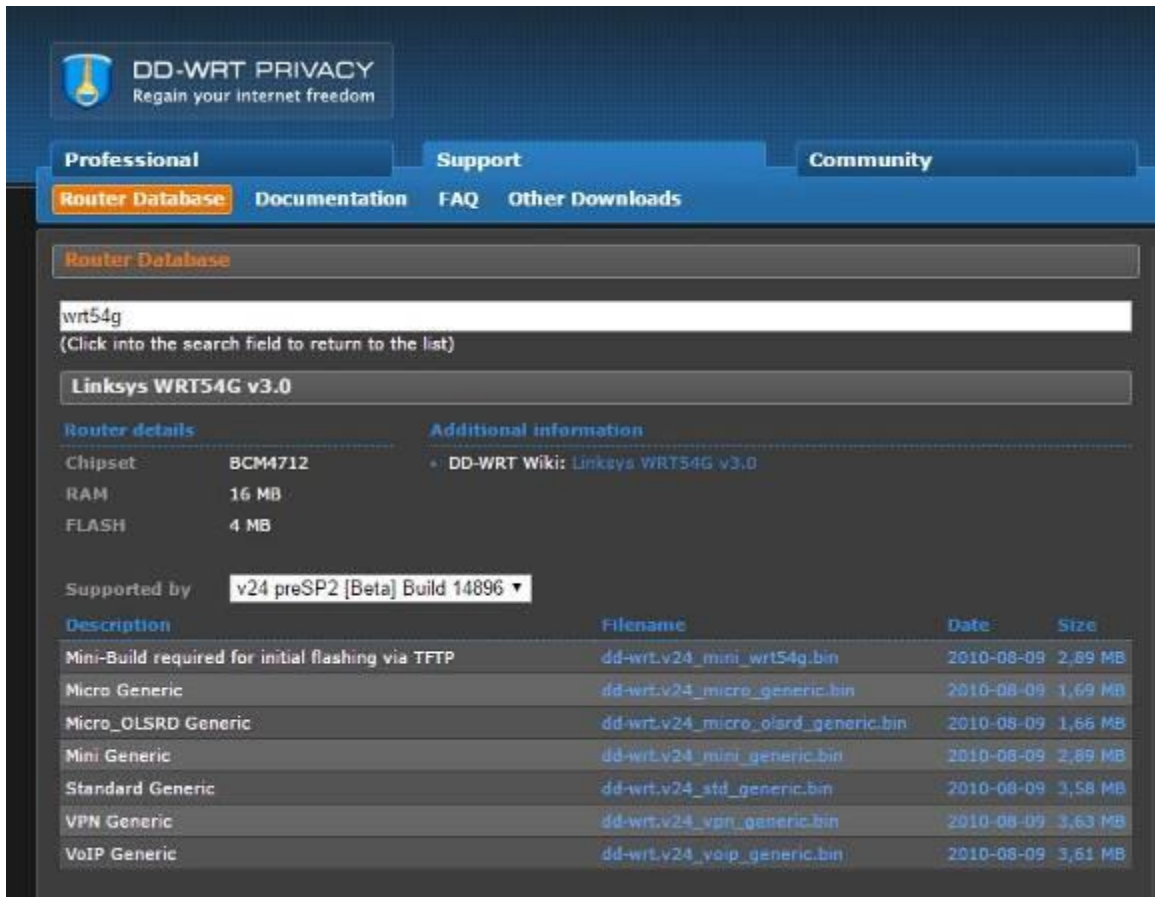 DD-WRT PRIVACY
Regain your internet freedom
Professional Support Community
Router Database Documentation FAQ Other Downloads
Router Database
wrt54g
(Click into the search field to return to the list)
Linksys WRT54G v3.0
Router details Additional information
Chipset BCM4712 DD-WRT Wiki: Linksys WRT54G v3.0
RAM 16 MB
FLASH 4 MB
Supported by v24 preSP2 [Beta] Build 14896
Description Filename Date Size
Mini-Build required for initial flashing via TFTP dd-wrt.v24_mini_wrt54g.bin 2010-08-09 2,89 MB
Micro Generic dd-wrt.v24_micro_generic.bin 2010-08-09 1,69 MB
Micro_OLSRD Generic dd-wrt.v24_micro_olsrd_generic.bin 2010-08-09 1,66 MB
Mini Generic dd-wrt.v24_mini_generic.bin 2010-08-09 2,89 MB
Standard Generic dd-wrt.v24_std_generic.bin 2010-08-09 3,58 MB
VPN Generic dd-wrt.v24_vpn_generic.bin 2010-08-09 3,63 MB
VoIP Generic dd-wrt.v24_voip_generic.bin 2010-08-09 3,61 MB